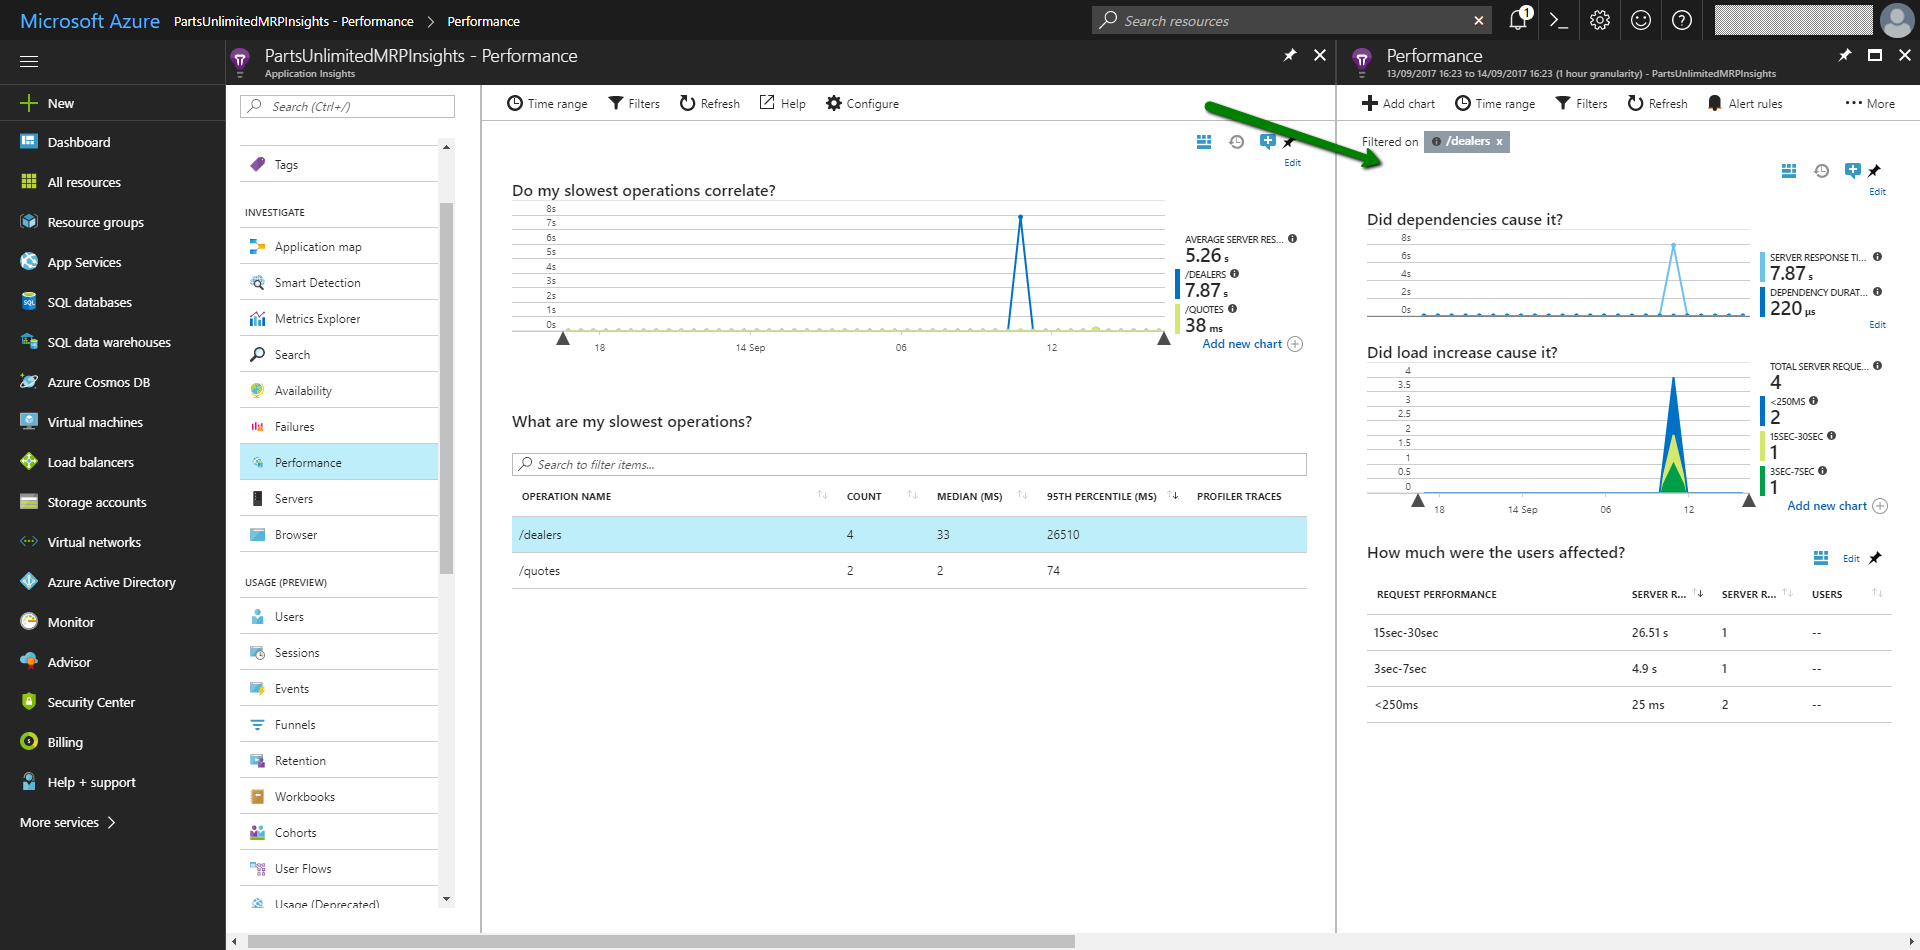 Microsoft Azure PartsUnlimitedMRPInsights - Performance > Performance
Search resources
1
PartsUnlimitedMRPInsights - Performance
Application Insights
Performance
13/09/2017 16:23 to 14/09/2017 16:23 (1 hour granularity) - PartsUnlimitedMRPInsights
New
Dashboard
All resources
Resource groups
App Services
SQL databases
SQL data warehouses
Azure Cosmos DB
Virtual machines
Load balancers
Storage accounts
Virtual networks
Azure Active Directory
Monitor
Advisor
Security Center
Billing
Help + support
More services
Search (Ctrl+/)
Tags
INVESTIGATE
Application map
Smart Detection
Metrics Explorer
Search
Availability
Failures
Performance
Servers
Browser
USAGE (PREVIEW)
Users
Sessions
Events
Funnels
Retention
Workbooks
Cohorts
User Flows
Usage (Deprecated)
Time range Filters Refresh Help Configure
Edit
Do my slowest operations correlate?
8s
7s
6s
5s
4s
3s
2s
1s
0s
18 14 Sep 06 12
AVERAGE SERVER RES...
5.26 s
/DEALERS
7.87 s
/QUOTES
38 ms
Add new chart
What are my slowest operations?
Search to filter items...
OPERATION NAME COUNT MEDIAN (MS) 95TH PERCENTILE (MS) PROFILER TRACES
/dealers 4 33 26510
/quotes 2 2 74
Add chart Time range Filters Refresh Alert rules More
Filtered on /dealers x
Edit
Did dependencies cause it?
8s
6s
4s
2s
0s
SERVER RESPONSE TI...
7.87 s
DEPENDENCY DURAT...
220 µs
Edit
Did load increase cause it?
4
3.5
3
2.5
2
1.5
1
0.5
0
18 14 Sep 06 12
TOTAL SERVER REQUE...
4
<250MS
2
15SEC-30SEC
1
3SEC-7SEC
1
Add new chart
How much were the users affected?
Edit
REQUEST PERFORMANCE SERVER R... SERVER R... USERS
15sec-30sec 26.51 s 1 --
3sec-7sec 4.9 s 1 --
<250ms 25 ms 2 --